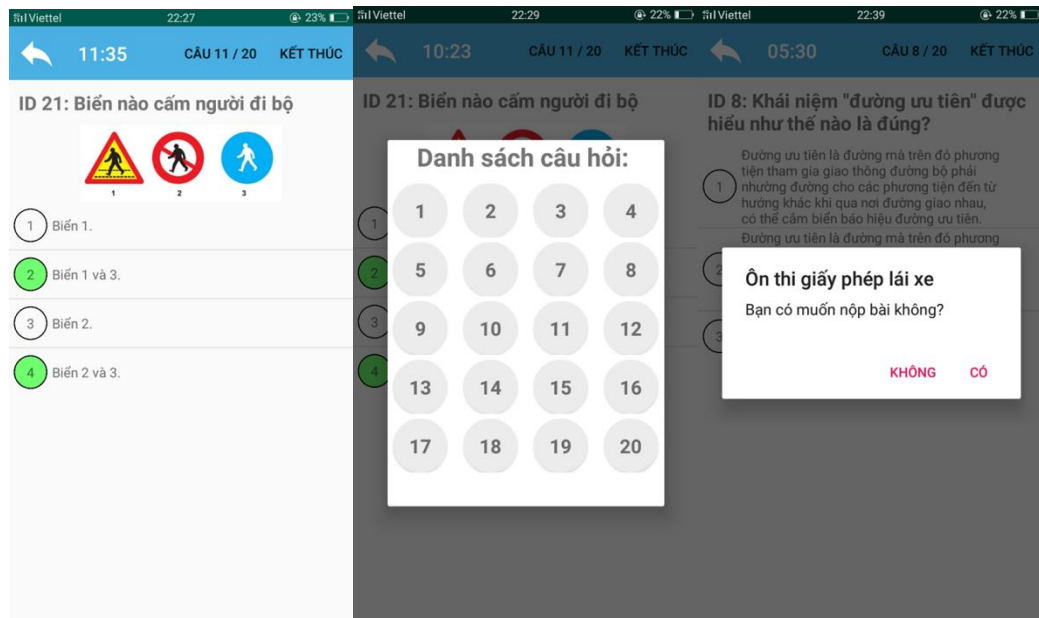 Viettel
22:27
23%
11:35
CÂU 11 / 20
KẾT THÚC
ID 21: Biển nào cấm người đi bộ
1
2
3
1 Biển 1.
2 Biển 1 và 3.
3 Biển 2.
4 Biển 2 và 3.
Viettel
22:29
22%
10:23
CÂU 11 / 20
KẾT THÚC
ID 21: Biển nào cấm người đi bộ
Danh sách câu hỏi:
1 2 3 4
5 6 7 8
9 10 11 12
13 14 15 16
17 18 19 20
1
2
3
4
Viettel
22:39
22%
05:30
CÂU 8 / 20
KẾT THÚC
ID 8: Khái niệm "đường ưu tiên" được
hiểu như thế nào là đúng?
1
Đường ưu tiên là đường mà trên đó phương
tiện tham gia giao thông đường bộ phải
nhường đường cho các phương tiện đến từ
hướng khác khi qua nơi đường giao nhau,
có thể cắm biển báo hiệu đường ưu tiên.
Đường ưu tiên là đường mà trên đó phương
2
3
Ôn thi giấy phép lái xe
Bạn có muốn nộp bài không?
KHÔNG
CÓ